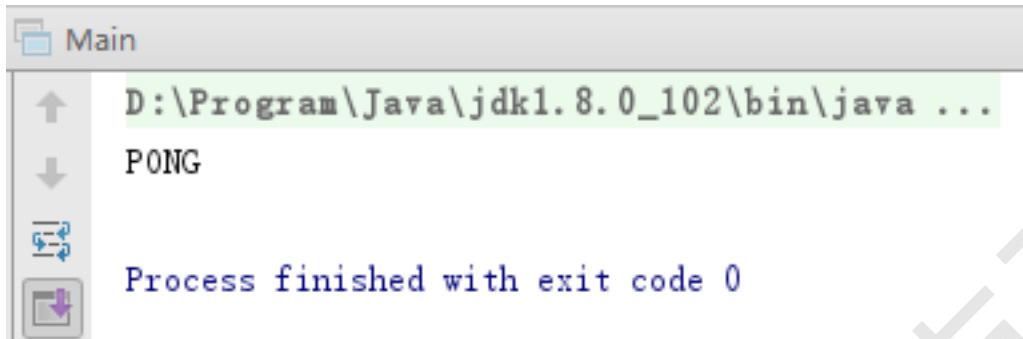 Main
D:\Program\Java\jdk1.8.0_102\bin\java ...
PONG
Process finished with exit code 0